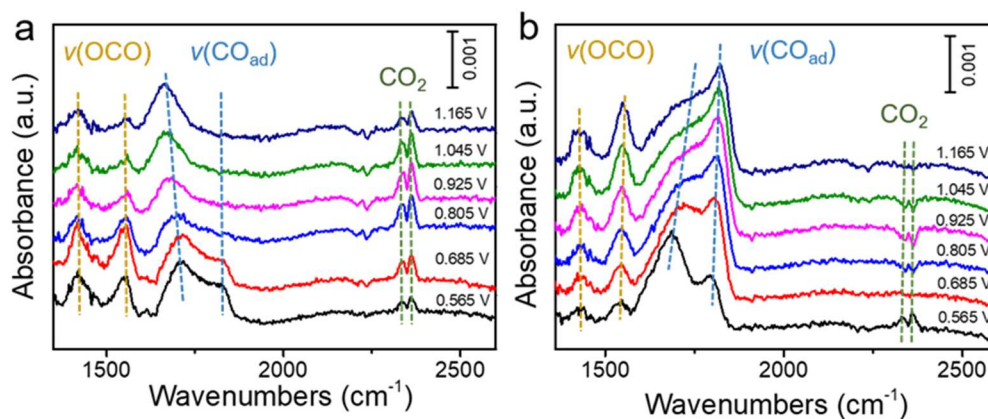 a
ν(OCO)
ν(COad)
CO2
0.001
1.165 V
1.045 V
0.925 V
0.805 V
0.685 V
0.565 V
Absorbance (a.u.)
1500
2000
2500
Wavenumbers (cm-1)
b
ν(OCO)
ν(COad)
CO2
0.001
1.165 V
1.045 V
0.925 V
0.805 V
0.685 V
0.565 V
Absorbance (a.u.)
1500
2000
2500
Wavenumbers (cm-1)